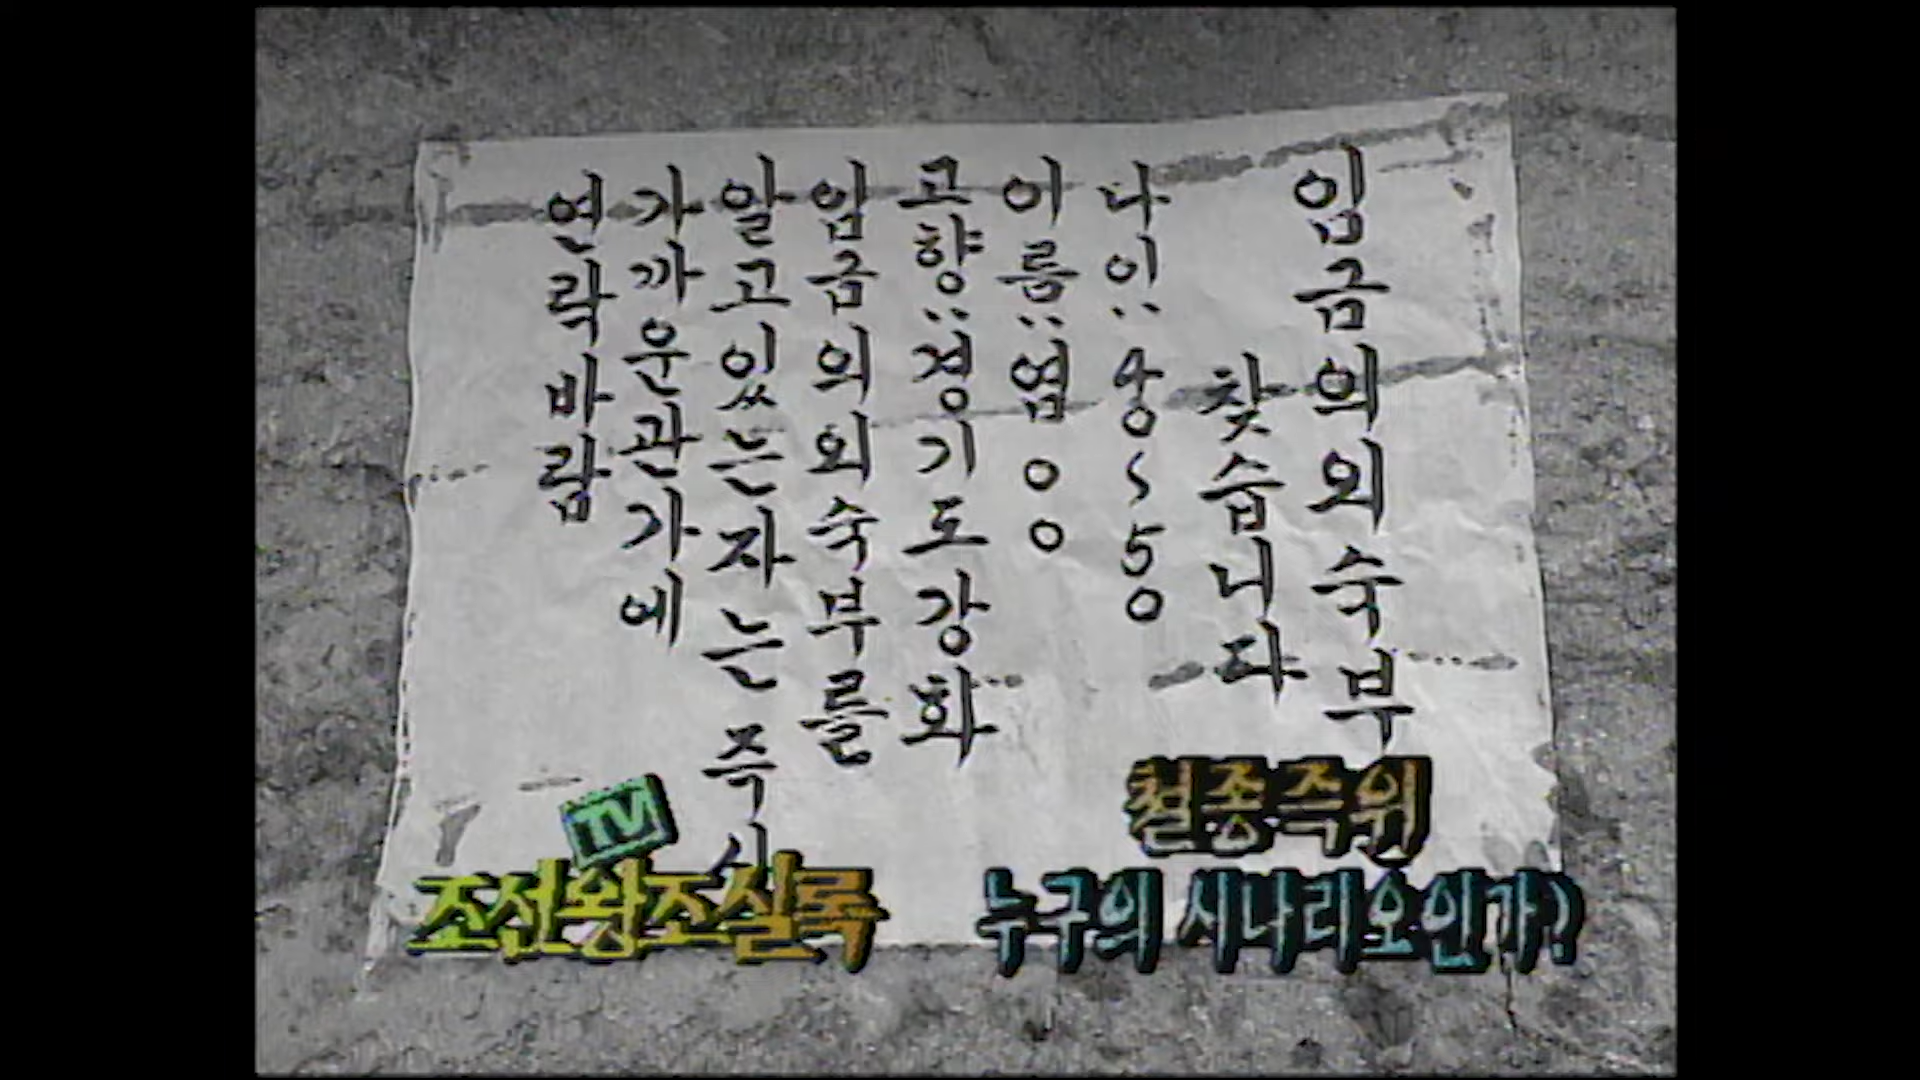 임금의 외숙부
찾습니다
나이: 40~50
이름: 염○○
고향: 경기도 강화
임금의 외숙부를
알고 있는 자는 즉시
가까운 관가에
연락바람
TV
조선왕조실록
철종 즉위
누구의 시나리오인가?